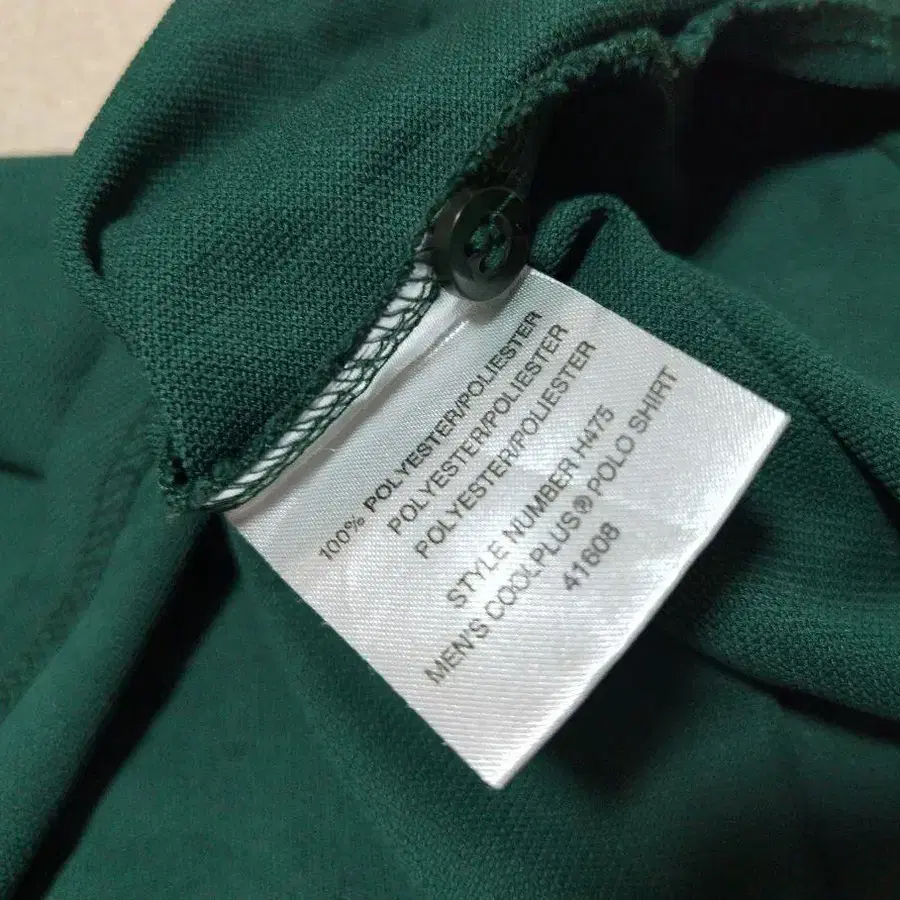 100% POLYESTER/POLIESTER
POLYESTER/POLIESTER
POLYESTER/POLIESTER
STYLE NUMBER H475
MEN'S COOLPLUS® POLO SHIRT
41608